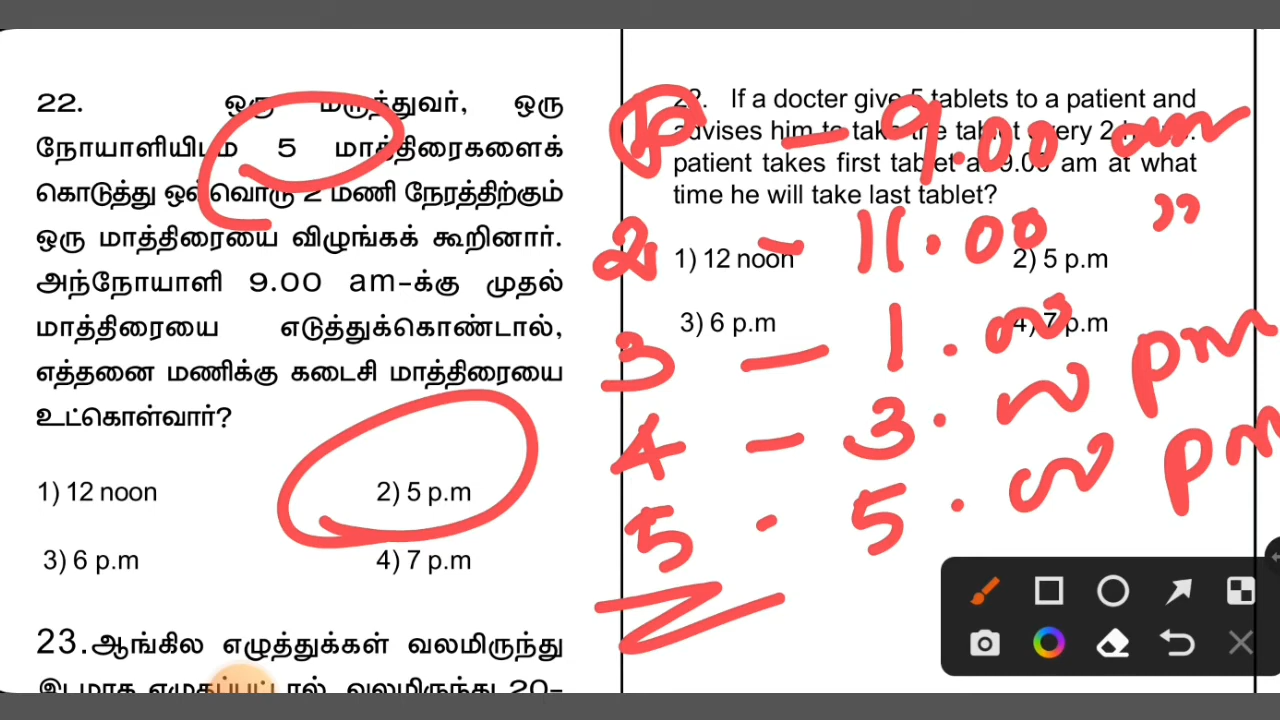 22. ஒரு மருத்துவர், ஒரு
நோயாளியிடம் 5 மாத்திரைகளைக்
கொடுத்து ஒவ்வொரு 2 மணி நேரத்திற்கும்
ஒரு மாத்திரையை விழுங்கக் கூறினார்.
அந்நோயாளி 9.00 am-க்கு முதல்
மாத்திரையை எடுத்துக்கொண்டால்,
எத்தனை மணிக்கு கடைசி மாத்திரையை
உட்கொள்வார்?
1) 12 noon 2) 5 p.m
3) 6 p.m 4) 7 p.m
23.ஆங்கில எழுத்துக்கள் வலமிருந்து
வலமிருந்து 20-
22. If a docter give 5 tablets to a patient and
advises him to take the tablet every 2
patient takes first tablet at 9.00 am at what
time he will take last tablet?
1) 12 noon 2) 5 p.m
3) 6 p.m 4) 7 p.m
– 9.00 am
2 – 11.00 "
3 – 1.00 pm
4 – 3.00 pm
5 . 5.00